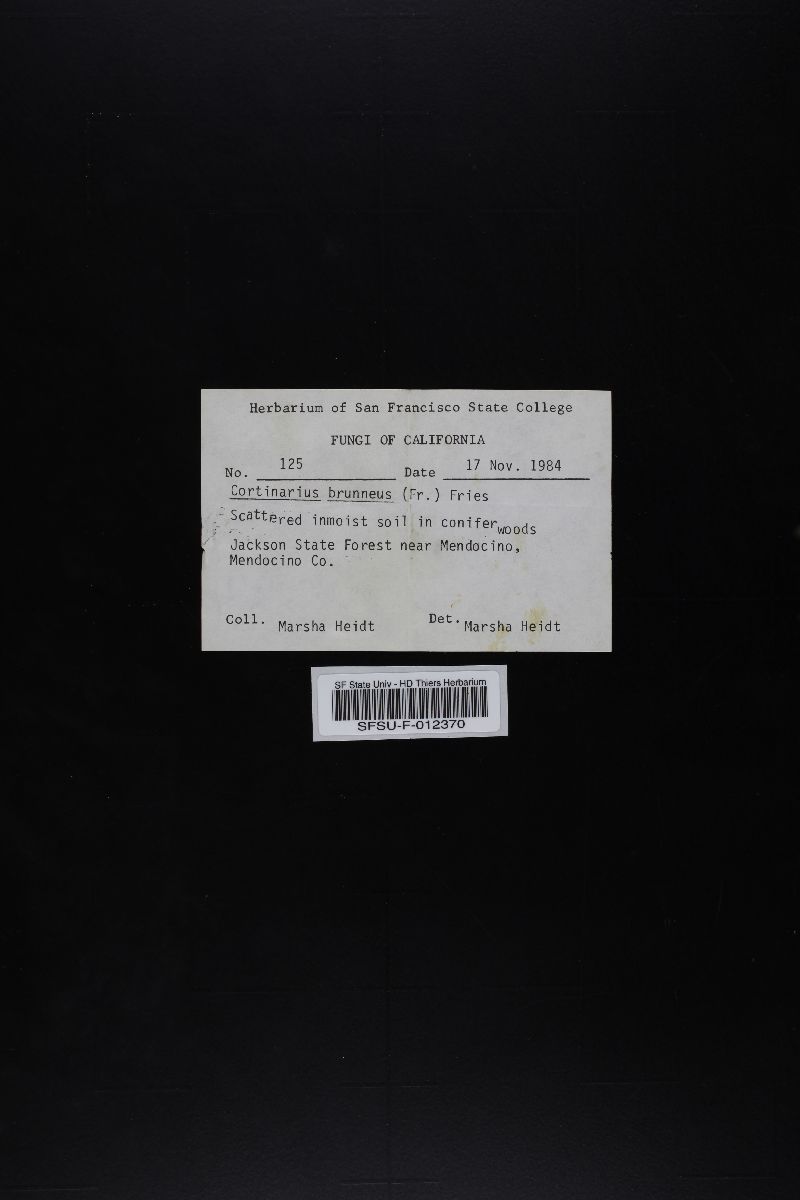 Herbarium of San Francisco State College
FUNGI OF CALIFORNIA
No. 125 Date 17 Nov. 1984
Cortinarius brunneus (Fr.) Fries
Scattered inmoist soil in conifer woods
Jackson State Forest near Mendocino,
Mendocino Co.
Coll. Marsha Heidt Det. Marsha Heidt
SF State Univ - HD Thiers Herbarium
SFSU-F-012370